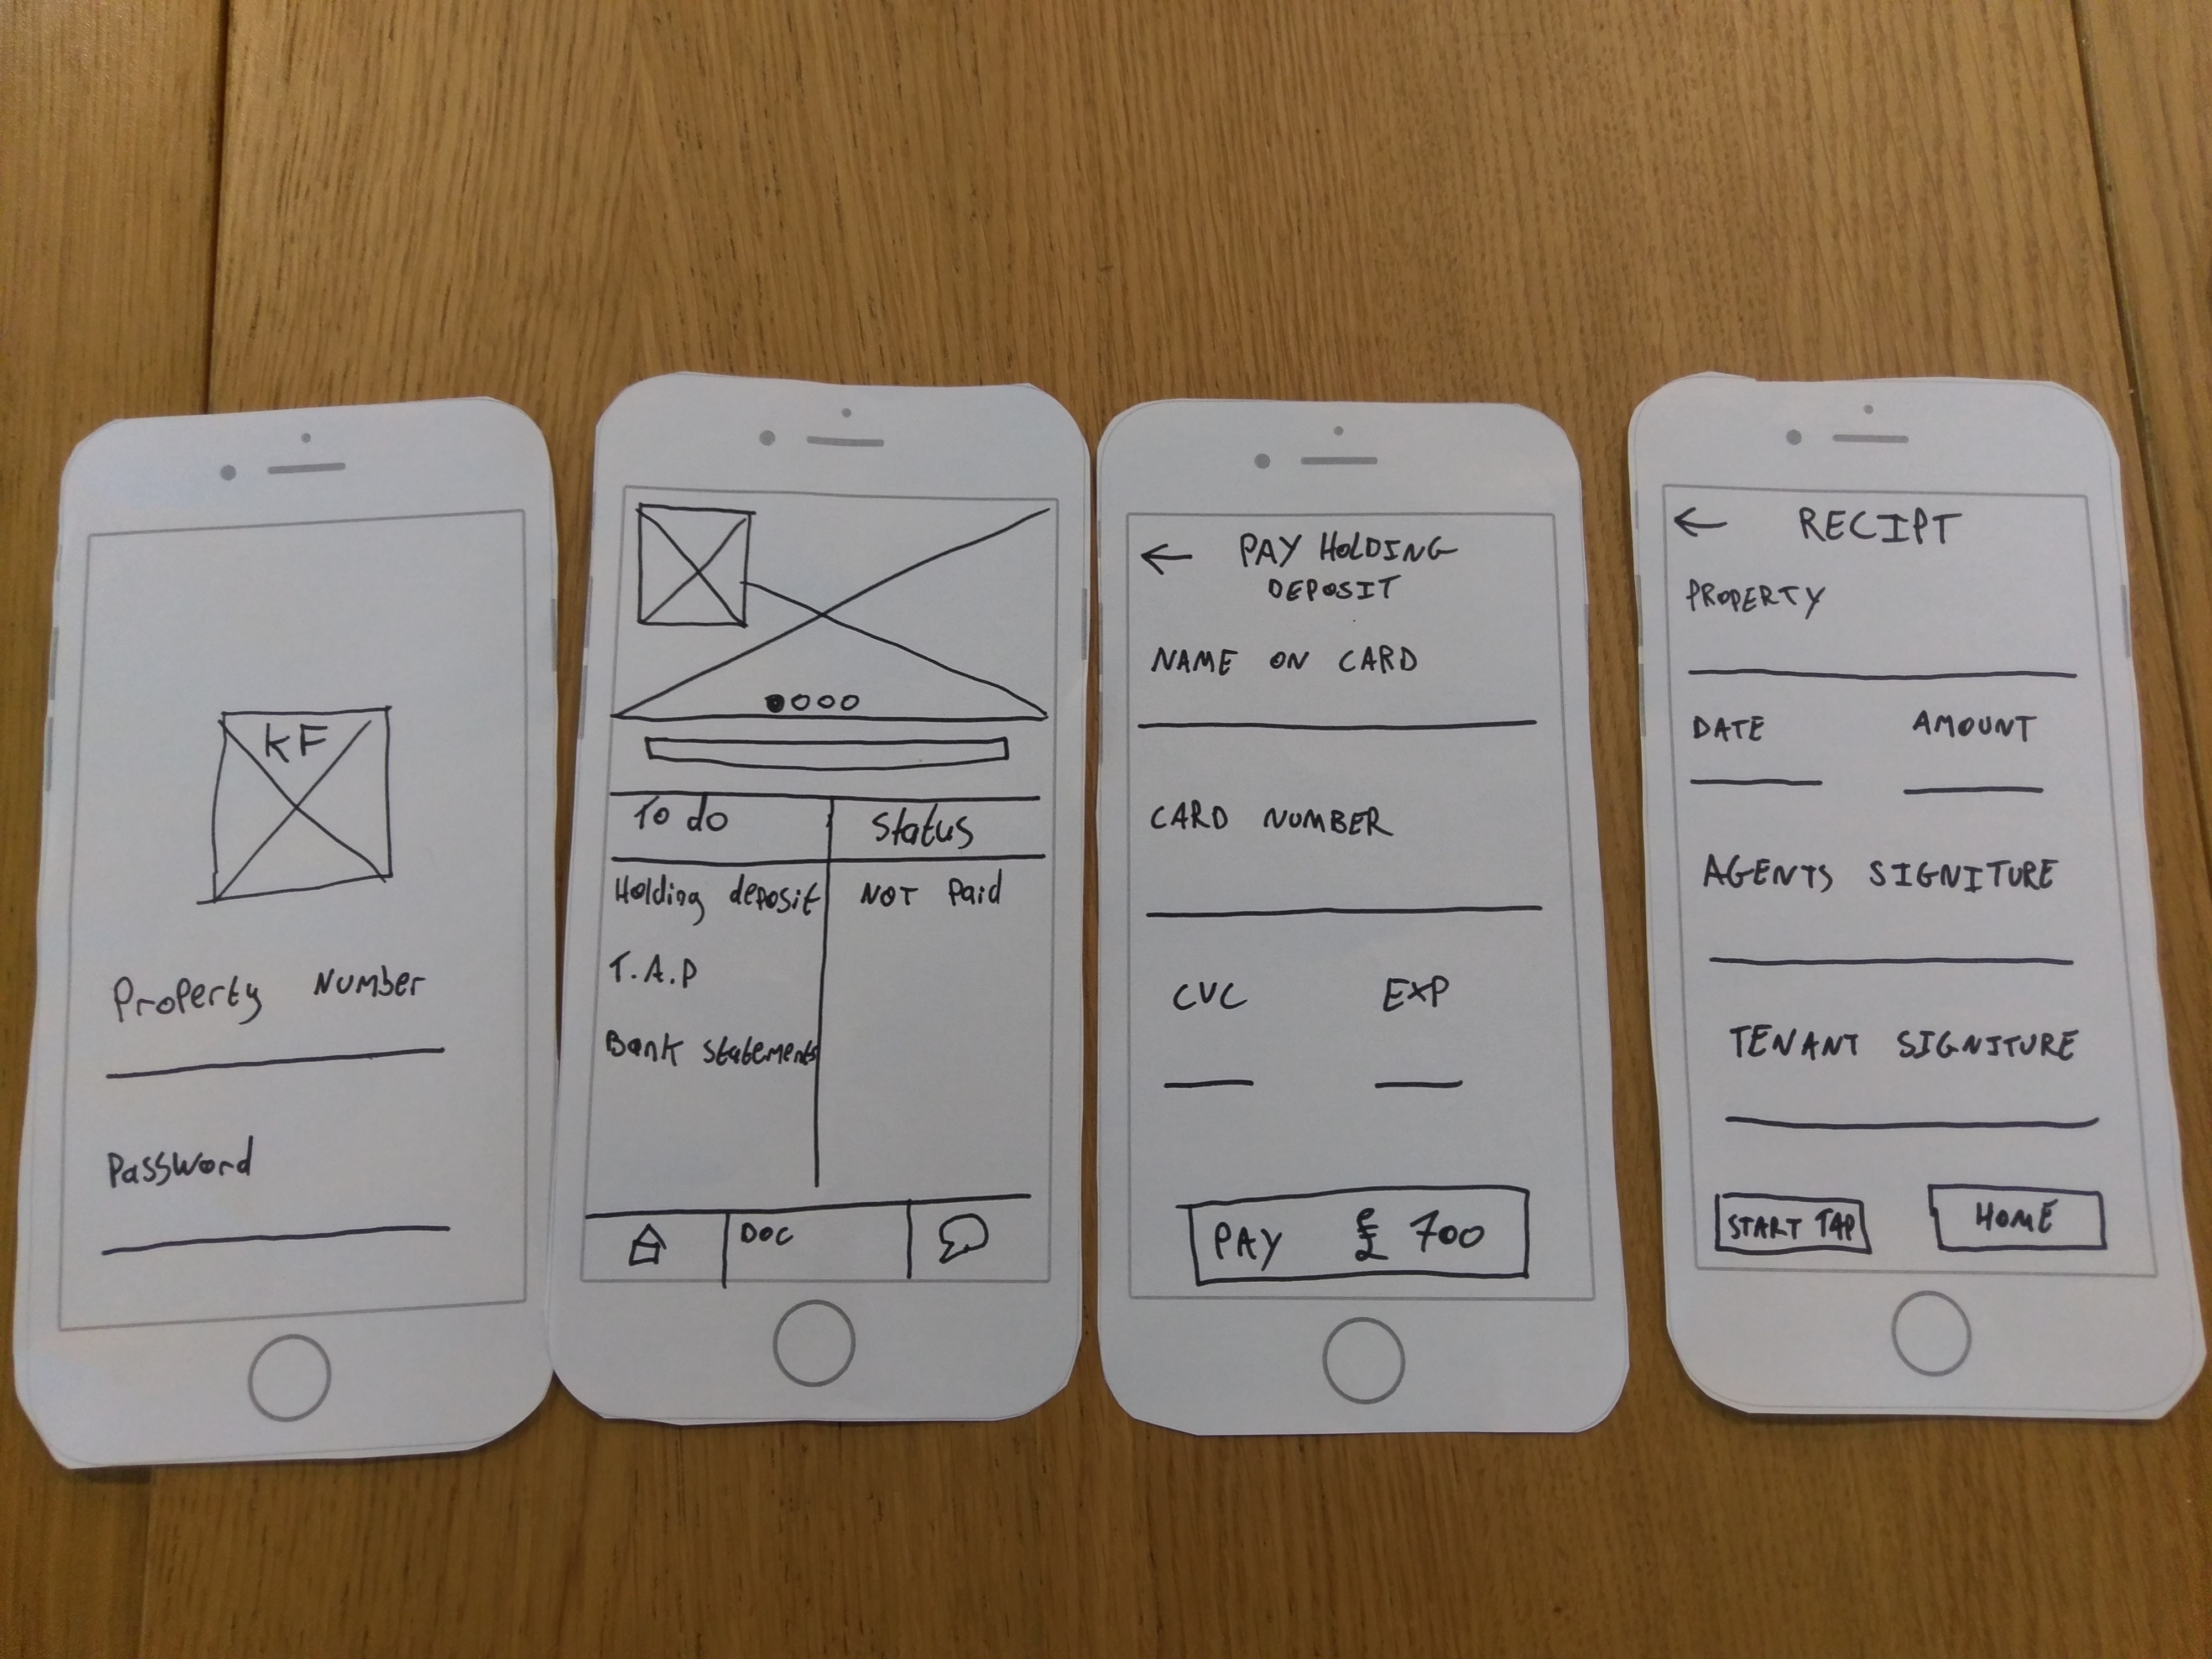 KF
Property Number
Password
To do Status
Holding deposit NOT Paid
T.A.P
Bank statements
DOC
PAY HOLDING
DEPOSIT
NAME ON CARD
CARD NUMBER
CVC EXP
PAY £ 700
RECIPT
PROPERTY
DATE AMOUNT
AGENTS SIGNITURE
TENANT SIGNITURE
START TAP HOME